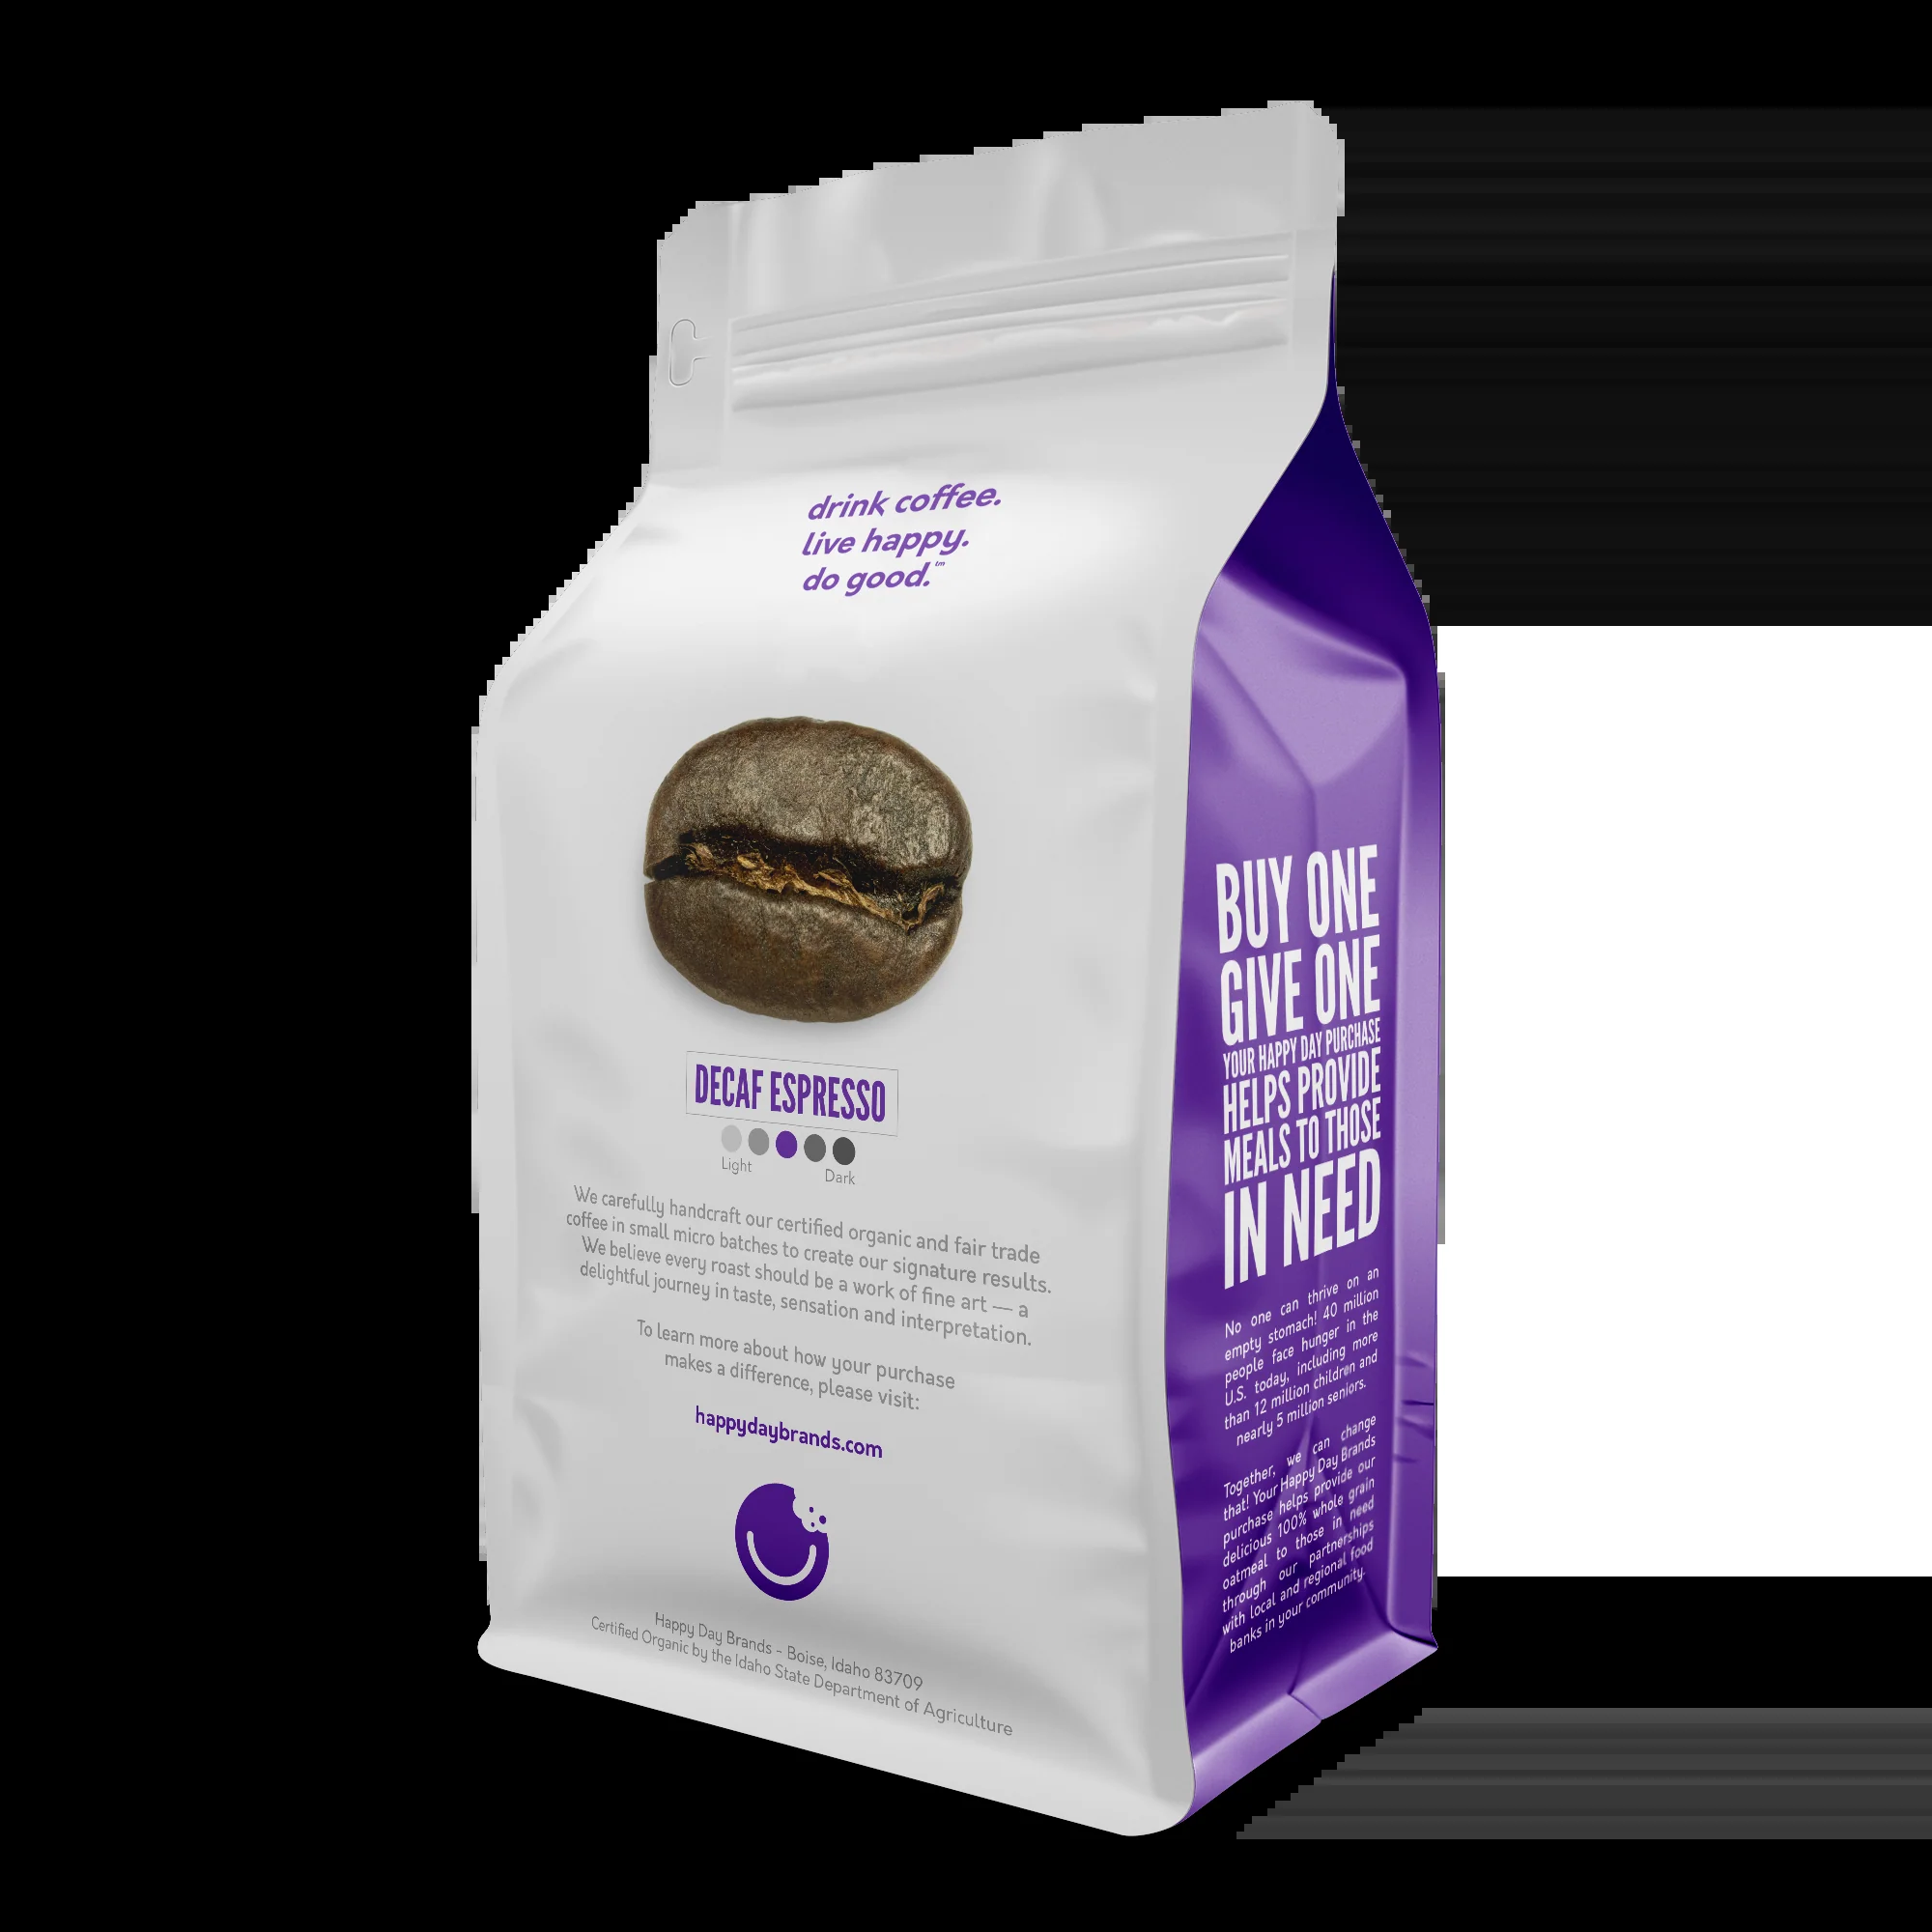 drink coffee.
live happy.
do good.™
DECAF ESPRESSO
Light
Dark
We carefully handcraft our certified organic and fair trade
coffee in small micro batches to create our signature results.
We believe every roast should be a work of fine art — a
delightful journey in taste, sensation and interpretation.
To learn more about how your purchase
makes a difference, please visit:
happydaybrands.com
Happy Day Brands - Boise, Idaho 83709
Certified Organic by the Idaho State Department of Agriculture
BUY ONE
GIVE ONE
YOUR HAPPY DAY PURCHASE
HELPS PROVIDE
MEALS TO THOSE
IN NEED
No one can thrive on an
empty stomach! 40 million
people face hunger in the
U.S. today, including more
than 12 million children and
nearly 5 million seniors.
Together, we can change
that! Your Happy Day Brands
purchase helps provide our
delicious 100% whole grain
oatmeal to those in need
through our partnerships
with local and regional food
banks in your community.